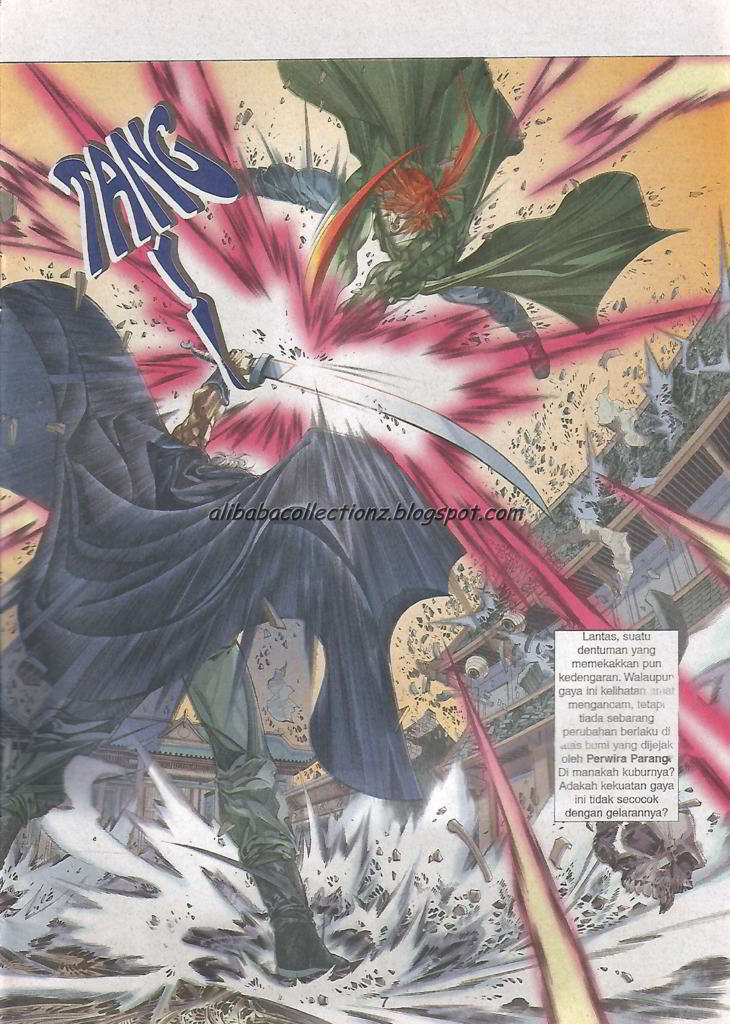 TANG
alibabacollectionz.blogspot.com
Lantas, suatu
dentuman yang
memekakkan pun
kedengaran. Walaupun
gaya ini kelihatan amat
mengancam, tetapi
tiada sebarang
perubahan berlaku di
atas bumi yang dijejak
oleh Perwira Parang.
Di manakah kuburnya?
Adakah kekuatan gaya
ini tidak secocok
dengan gelarannya?
7